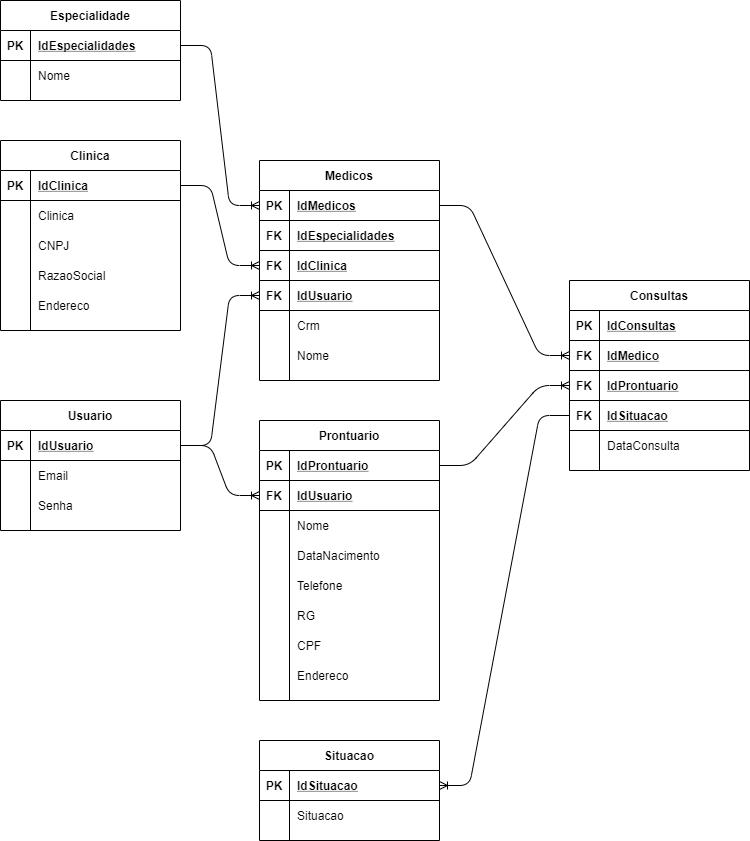 Especialidade
PK IdEspecialidades
Nome
Clinica
PK IdClinica
Clinica
CNPJ
RazaoSocial
Endereco
Usuario
PK IdUsuario
Email
Senha
Medicos
PK IdMedicos
FK IdEspecialidades
FK IdClinica
FK IdUsuario
Crm
Nome
Prontuario
PK IdProntuario
FK IdUsuario
Nome
DataNacimento
Telefone
RG
CPF
Endereco
Situacao
PK IdSituacao
Situacao
Consultas
PK IdConsultas
FK IdMedico
FK IdProntuario
FK IdSituacao
DataConsulta